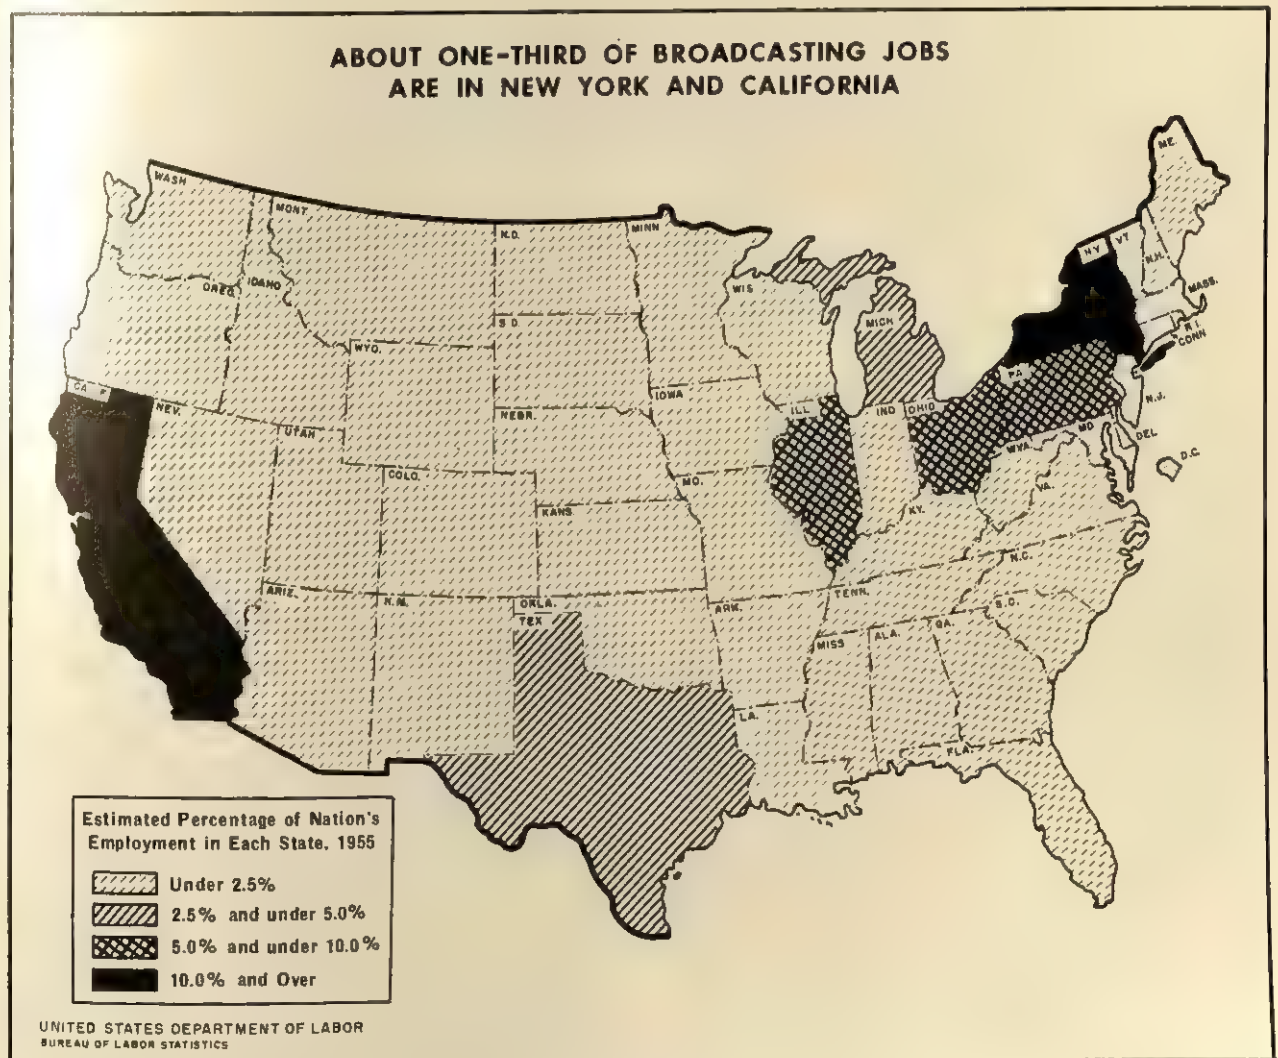 ABOUT ONE-THIRD OF BROADCASTING JOBS
ARE IN NEW YORK AND CALIFORNIA
WASH
MONT.
N.D.
MINN
ME.
OREG.
IDAHO
WIS
N.Y.
VT.
N.H.
MASS.
S.D.
MICH
R I.
CONN
WYO.
CA
NEV.
UTAH
NEBR.
IOWA
ILL
IND
OHIO
PA
N.J.
MD
DEL
D.C.
COLO.
KANS
MO.
W.VA.
VA.
KY.
ARIZ.
N.M.
OKLA.
TEX
ARK.
TENN.
N.C.
S.C.
MISS
ALA.
GA.
LA.
FLA.
Estimated Percentage of Nation's
Employment in Each State, 1955
Under 2.5%
2.5% and under 5.0%
5.0% and under 10.0%
10.0% and Over
UNITED STATES DEPARTMENT OF LABOR
BUREAU OF LABOR STATISTICS